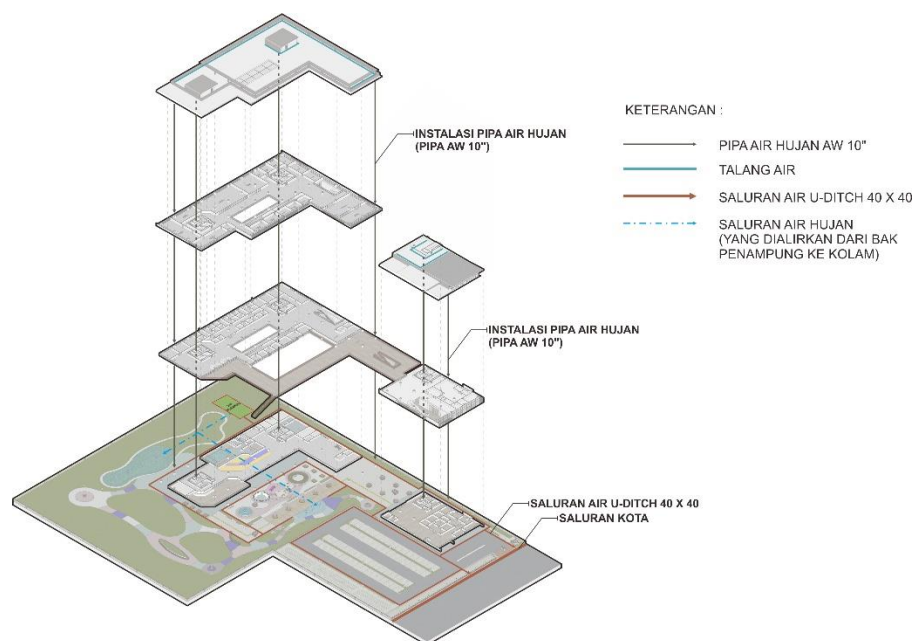 INSTALASI PIPA AIR HUJAN
(PIPA AW 10")
KETERANGAN :
PIPA AIR HUJAN AW 10"
TALANG AIR
SALURAN AIR U-DITCH 40 X 40
SALURAN AIR HUJAN
(YANG DIALIRKAN DARI BAK
PENAMPUNG KE KOLAM)
INSTALASI PIPA AIR HUJAN
(PIPA AW 10")
SALURAN AIR U-DITCH 40 X 40
SALURAN KOTA